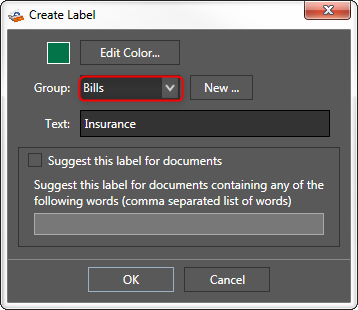 Create Label
Edit Color...
Group: Bills New ...
Text: Insurance
Suggest this label for documents
Suggest this label for documents containing any of the
following words (comma separated list of words)
OK Cancel